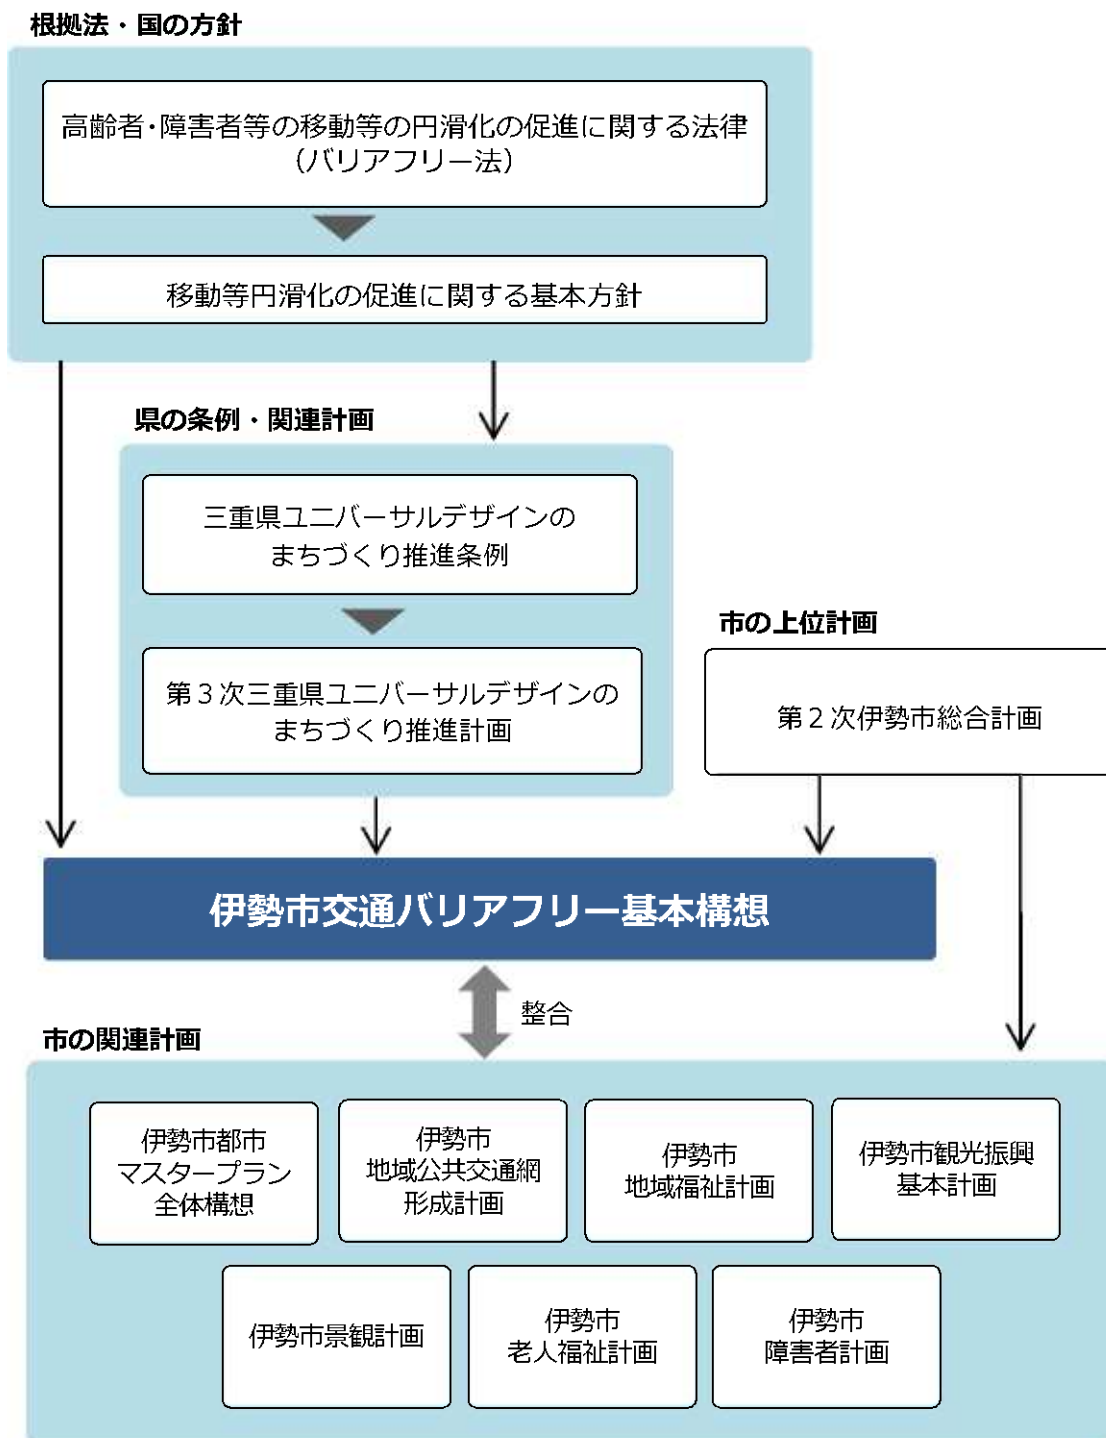 根拠法・国の方針
高齢者・障害者等の移動等の円滑化の促進に関する法律
（バリアフリー法）
移動等円滑化の促進に関する基本方針
県の条例・関連計画
三重県ユニバーサルデザインの
まちづくり推進条例
第３次三重県ユニバーサルデザインの
まちづくり推進計画
市の上位計画
第２次伊勢市総合計画
伊勢市交通バリアフリー基本構想
整合
市の関連計画
伊勢市都市
マスタープラン
全体構想
伊勢市
地域公共交通網
形成計画
伊勢市
地域福祉計画
伊勢市観光振興
基本計画
伊勢市景観計画
伊勢市
老人福祉計画
伊勢市
障害者計画